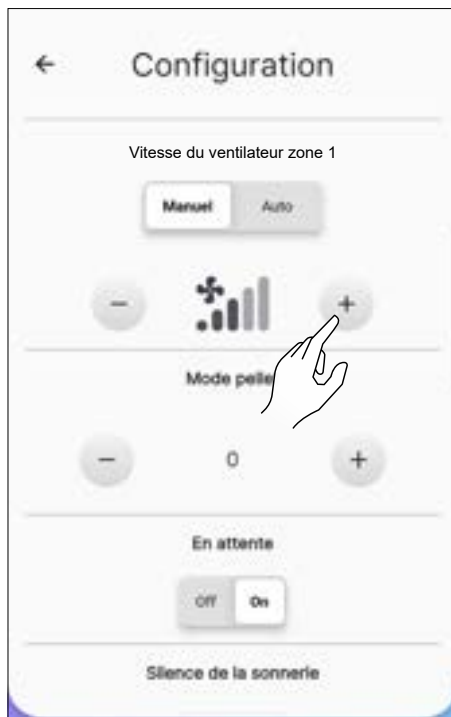 Configuration
Vitesse du ventilateur zone 1
Manuel Auto
Mode pelle
0
En attente
Off On
Silence de la sonnerie